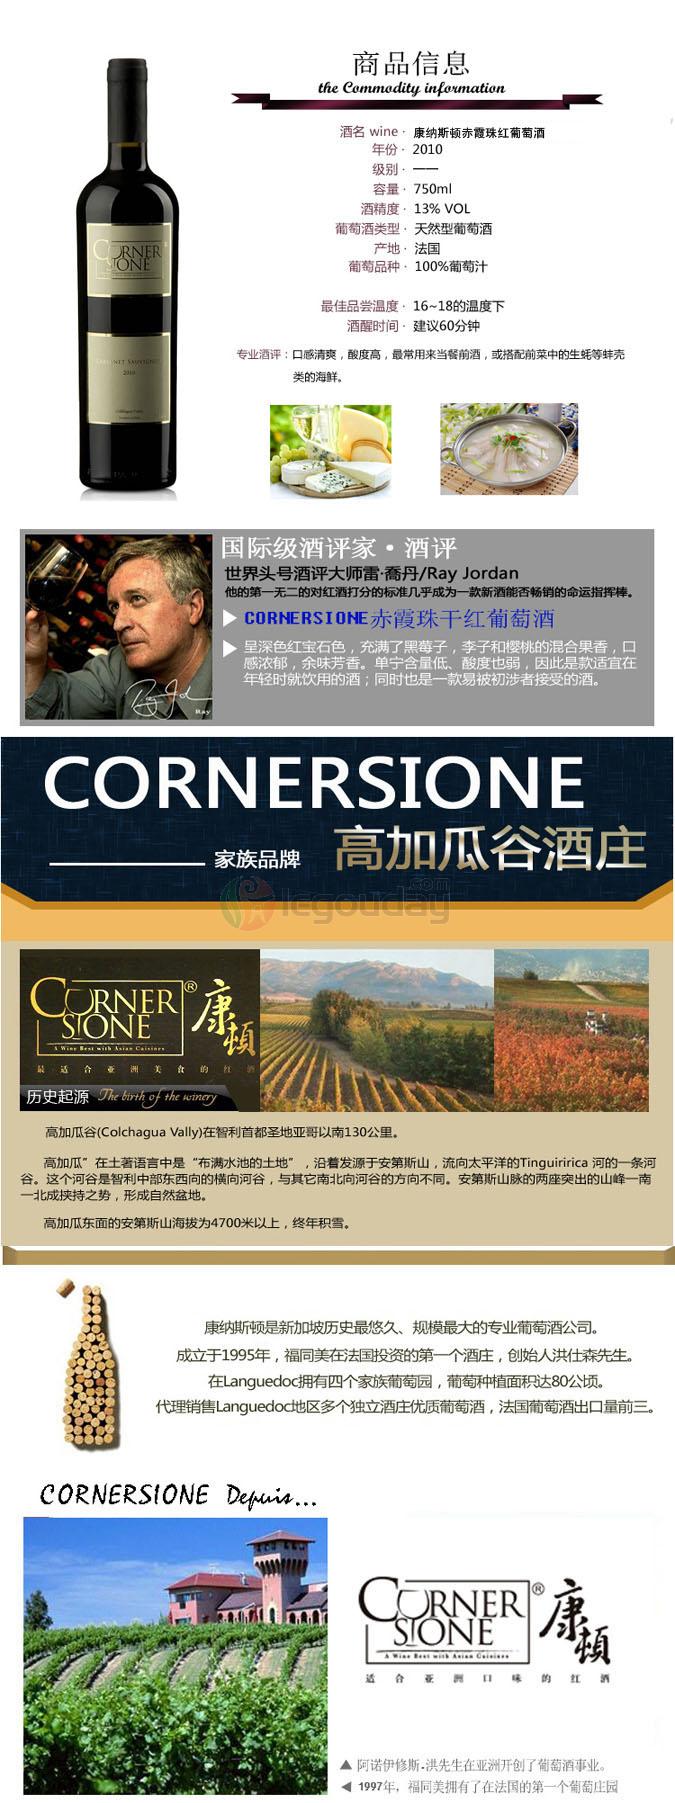 商品信息
the Commodity information
酒名 wine · 康纳斯顿赤霞珠红葡萄酒
年份 · 2010
级别 · ——
容量 · 750ml
酒精度 · 13% VOL
葡萄酒类型 · 天然型葡萄酒
产地 · 法国
葡萄品种 · 100%葡萄汁
最佳品尝温度 · 16~18的温度下
酒醒时间 · 建议60分钟
专业酒评：口感清爽，酸度高，最常用来当餐前酒，或搭配前菜中的生蚝等蚌壳
类的海鲜。
CORNER
SIONE
CABERNET SAUVIGNON
2010
国际级酒评家·酒评
世界头号酒评大师雷·喬丹/Ray Jordan
他的第一无二的对红酒打分的标准几乎成为一款新酒能否畅销的命运指挥棒。
CORNERSIONE赤霞珠干红葡萄酒
呈深色红宝石色，充满了黑莓子，李子和樱桃的混合果香，口
感浓郁，余味芳香。单宁含量低、酸度也弱，因此是款适宜在
年轻时就饮用的酒；同时也是一款易被初涉者接受的酒。
Ray
CORNERSIONE
家族品牌 高加瓜谷酒庄
legouday.com
CORNER
SIONE® 康顿
A Wine Best with Asian Cuisines
最适合亚洲美食的红酒
历史起源 The birth of the winery
高加瓜谷(Colchagua Vally)在智利首都圣地亚哥以南130公里。
高加瓜”在土著语言中是“布满水池的土地”，沿着发源于安第斯山，流向太平洋的Tinguiririca 河的一条河
谷。这个河谷是智利中部东西向的横向河谷，与其它南北向河谷的方向不同。安第斯山脉的两座突出的山峰一南
一北成挟持之势，形成自然盆地。
高加瓜东面的安第斯山海拔为4700米以上，终年积雪。
康纳斯顿是新加坡历史最悠久、规模最大的专业葡萄酒公司。
成立于1995年，福同美在法国投资的第一个酒庄，创始人洪仕森先生。
在Languedoc拥有四个家族葡萄园，葡萄种植面积达80公顷。
代理销售Languedoc地区多个独立酒庄优质葡萄酒，法国葡萄酒出口量前三。
CORNERSIONE Depuis...
CORNER
SIONE® 康顿
A Wine Best with Asian Cuisines
适合亚洲口味的红酒
▲ 阿诺伊修斯.洪先生在亚洲开创了葡萄酒事业。
◀ 1997年，福同美拥有了在法国的第一个葡萄庄园